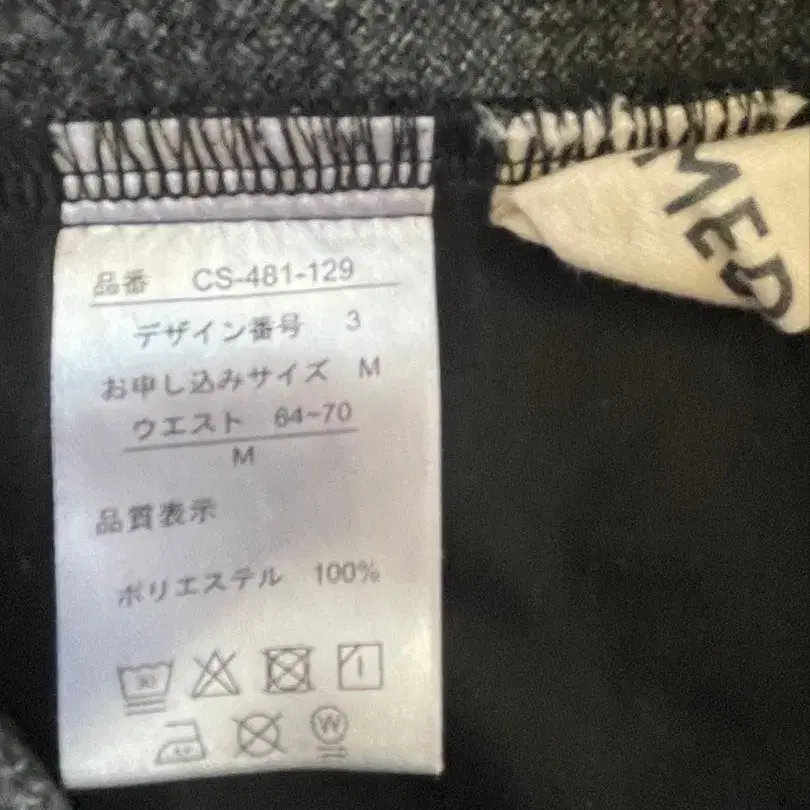 品番 CS-481-129
デザイン番号 3
お申し込みサイズ M
ウエスト 64~70
M
品質表示
ポリエステル 100%
W
MED